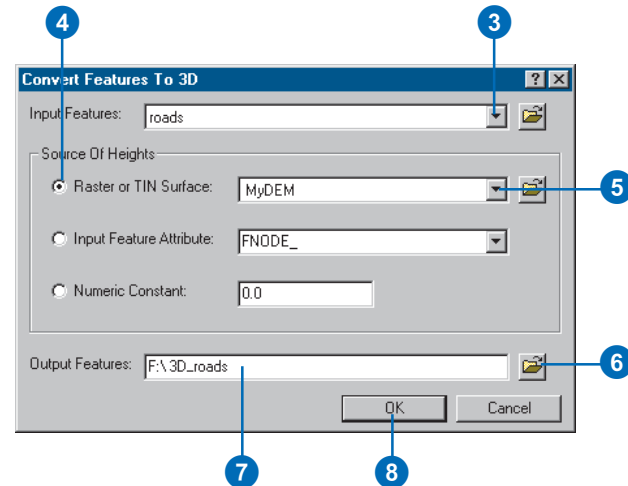 4
3
Convert Features To 3D
Input Features: roads
Source Of Heights
Raster or TIN Surface: MyDEM
5
Input Feature Attribute: FNODE_
Numeric Constant: 0.0
Output Features: F:\3D_roads
6
OK Cancel
7
8